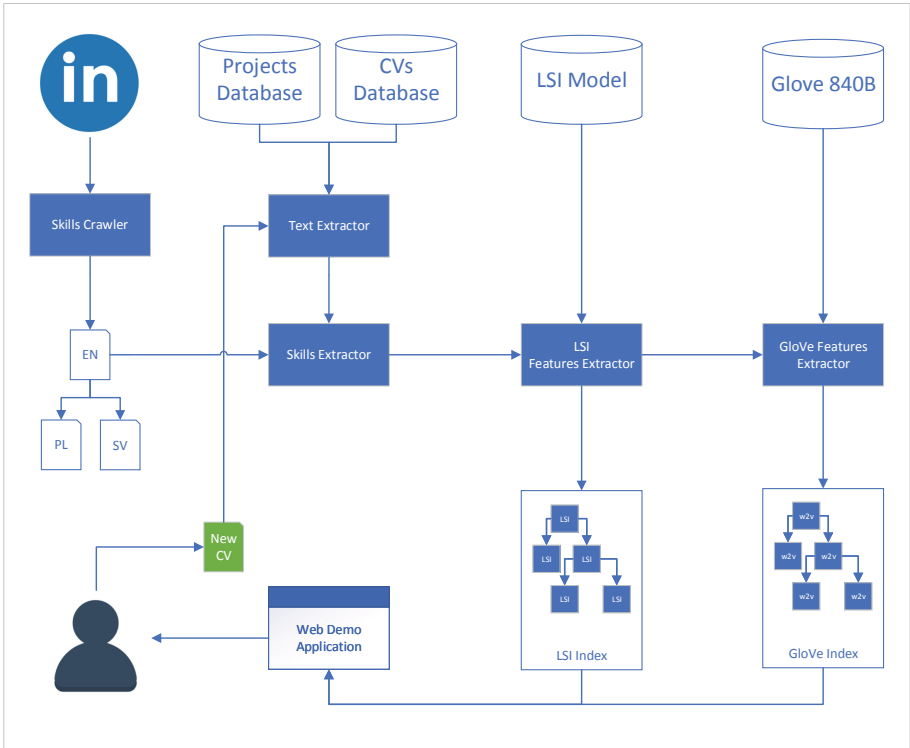 in
Projects
Database
CVs
Database
LSI Model
Glove 840B
Skills Crawler
Text Extractor
EN
Skills Extractor
LSI
Features Extractor
GloVe Features
Extractor
PL
SV
New
CV
LSI
LSI
LSI
LSI
LSI
LSI Index
w2v
w2v
w2v
w2v
w2v
GloVe Index
Web Demo
Application